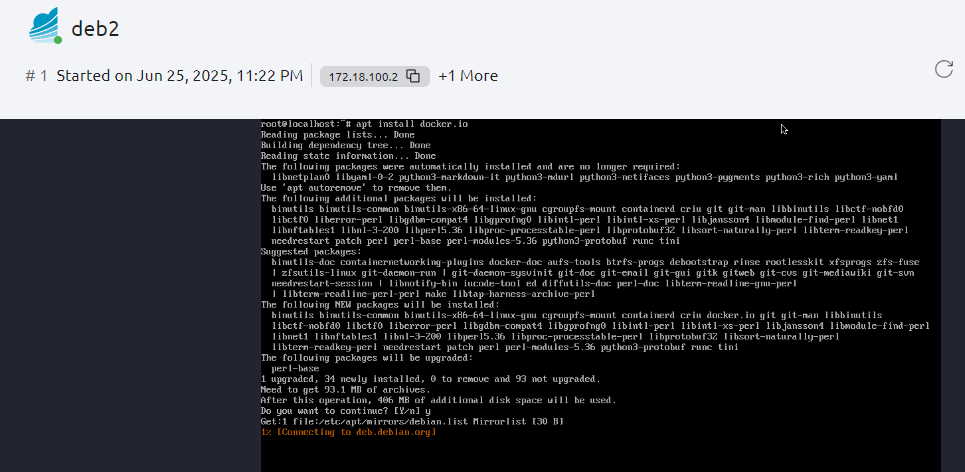 deb2
# 1 Started on Jun 25, 2025, 11:22 PM 172.18.100.2 +1 More
root@localhost:~# apt install docker.io
Reading package lists... Done
Building dependency tree... Done
Reading state information... Done
The following packages were automatically installed and are no longer required:
  libnetplan0 libyaml-0-2 python3-markdown-it python3-mdurl python3-netifaces python3-pygments python3-rich python3-yaml
Use 'apt autoremove' to remove them.
The following additional packages will be installed:
  binutils binutils-common binutils-x86-64-linux-gnu cgroupfs-mount containerd criu git git-man libbinutils libctf-nobfd0
  libctf0 liberror-perl libgdbm-compat4 libgprofng0 libintl-perl libintl-xs-perl libjansson4 libmodule-find-perl libnet1
  libnftables1 libnl-3-200 libperl5.36 libproc-processtable-perl libprotobuf32 libsort-naturally-perl libterm-readkey-perl
  needrestart patch perl perl-base perl-modules-5.36 python3-protobuf runc tini
Suggested packages:
  binutils-doc containernetworking-plugins docker-doc aufs-tools btrfs-progs debootstrap rinse rootlesskit xfsprogs zfs-fuse
  | zfsutils-linux git-daemon-run | git-daemon-sysvinit git-doc git-email git-gui gitk gitweb git-cvs git-mediawiki git-svn
  needrestart-session | libnotify-bin iucode-tool ed diffutils-doc perl-doc libterm-readline-gnu-perl
  | libterm-readline-perl-perl make libtap-harness-archive-perl
The following NEW packages will be installed:
  binutils binutils-common binutils-x86-64-linux-gnu cgroupfs-mount containerd criu docker.io git git-man libbinutils
  libctf-nobfd0 libctf0 liberror-perl libgdbm-compat4 libgprofng0 libintl-perl libintl-xs-perl libjansson4 libmodule-find-perl
  libnet1 libnftables1 libnl-3-200 libperl5.36 libproc-processtable-perl libprotobuf32 libsort-naturally-perl
  libterm-readkey-perl needrestart patch perl perl-modules-5.36 python3-protobuf runc tini
The following packages will be upgraded:
  perl-base
1 upgraded, 34 newly installed, 0 to remove and 93 not upgraded.
Need to get 93.1 MB of archives.
After this operation, 406 MB of additional disk space will be used.
Do you want to continue? [Y/n] y
Get:1 file:/etc/apt/mirrors/debian.list Mirrorlist [30 B]
1% [Connecting to deb.debian.org]